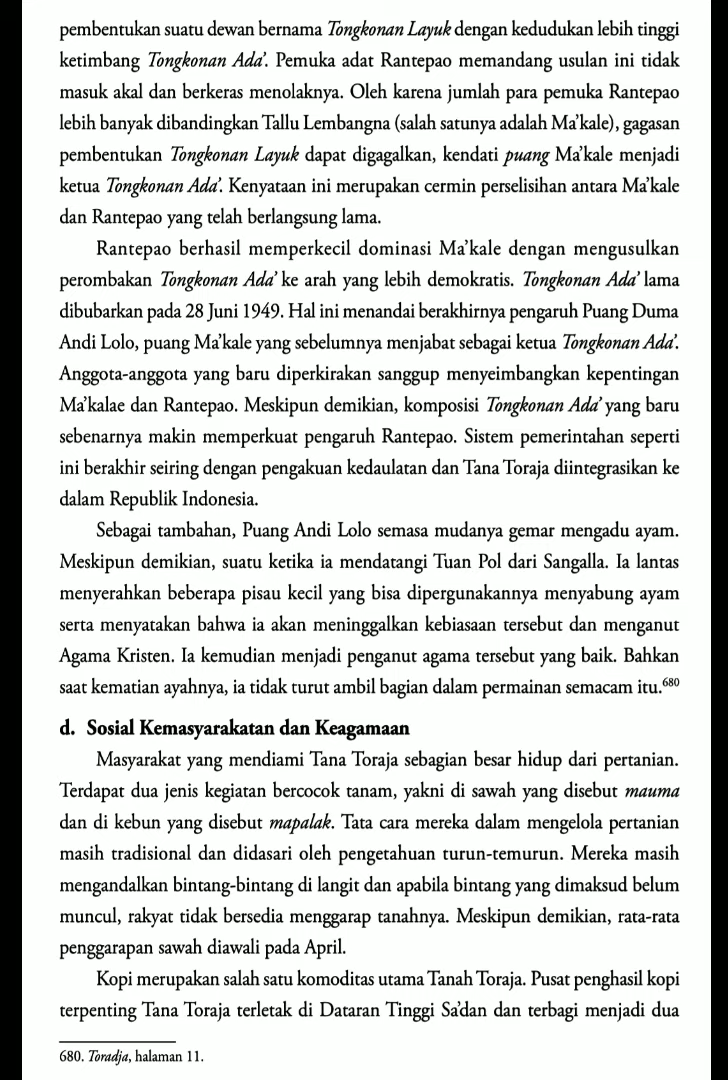 pembentukan suatu dewan bernama Tongkonan Layuk dengan kedudukan lebih tinggi
ketimbang Tongkonan Ada'. Pemuka adat Rantepao memandang usulan ini tidak
masuk akal dan berkeras menolaknya. Oleh karena jumlah para pemuka Rantepao
lebih banyak dibandingkan Tallu Lembangna (salah satunya adalah Ma'kale), gagasan
pembentukan Tongkonan Layuk dapat digagalkan, kendati puang Ma'kale menjadi
ketua Tongkonan Ada'. Kenyataan ini merupakan cermin perselisihan antara Ma'kale
dan Rantepao yang telah berlangsung lama.
Rantepao berhasil memperkecil dominasi Ma'kale dengan mengusulkan
perombakan Tongkonan Ada' ke arah yang lebih demokratis. Tongkonan Ada' lama
dibubarkan pada 28 Juni 1949. Hal ini menandai berakhirnya pengaruh Puang Duma
Andi Lolo, puang Ma'kale yang sebelumnya menjabat sebagai ketua Tongkonan Ada'.
Anggota-anggota yang baru diperkirakan sanggup menyeimbangkan kepentingan
Ma'kalae dan Rantepao. Meskipun demikian, komposisi Tongkonan Ada' yang baru
sebenarnya makin memperkuat pengaruh Rantepao. Sistem pemerintahan seperti
ini berakhir seiring dengan pengakuan kedaulatan dan Tana Toraja diintegrasikan ke
dalam Republik Indonesia.
Sebagai tambahan, Puang Andi Lolo semasa mudanya gemar mengadu ayam.
Meskipun demikian, suatu ketika ia mendatangi Tuan Pol dari Sangalla. Ia lantas
menyerahkan beberapa pisau kecil yang bisa dipergunakannya menyabung ayam
serta menyatakan bahwa ia akan meninggalkan kebiasaan tersebut dan menganut
Agama Kristen. Ia kemudian menjadi penganut agama tersebut yang baik. Bahkan
saat kematian ayahnya, ia tidak turut ambil bagian dalam permainan semacam itu.680
d. Sosial Kemasyarakatan dan Keagamaan
Masyarakat yang mendiami Tana Toraja sebagian besar hidup dari pertanian.
Terdapat dua jenis kegiatan bercocok tanam, yakni di sawah yang disebut mauma
dan di kebun yang disebut mapalak. Tata cara mereka dalam mengelola pertanian
masih tradisional dan didasari oleh pengetahuan turun-temurun. Mereka masih
mengandalkan bintang-bintang di langit dan apabila bintang yang dimaksud belum
muncul, rakyat tidak bersedia menggarap tanahnya. Meskipun demikian, rata-rata
penggarapan sawah diawali pada April.
Kopi merupakan salah satu komoditas utama Tanah Toraja. Pusat penghasil kopi
terpenting Tana Toraja terletak di Dataran Tinggi Sa'dan dan terbagi menjadi dua
680. Toradja, halaman 11.